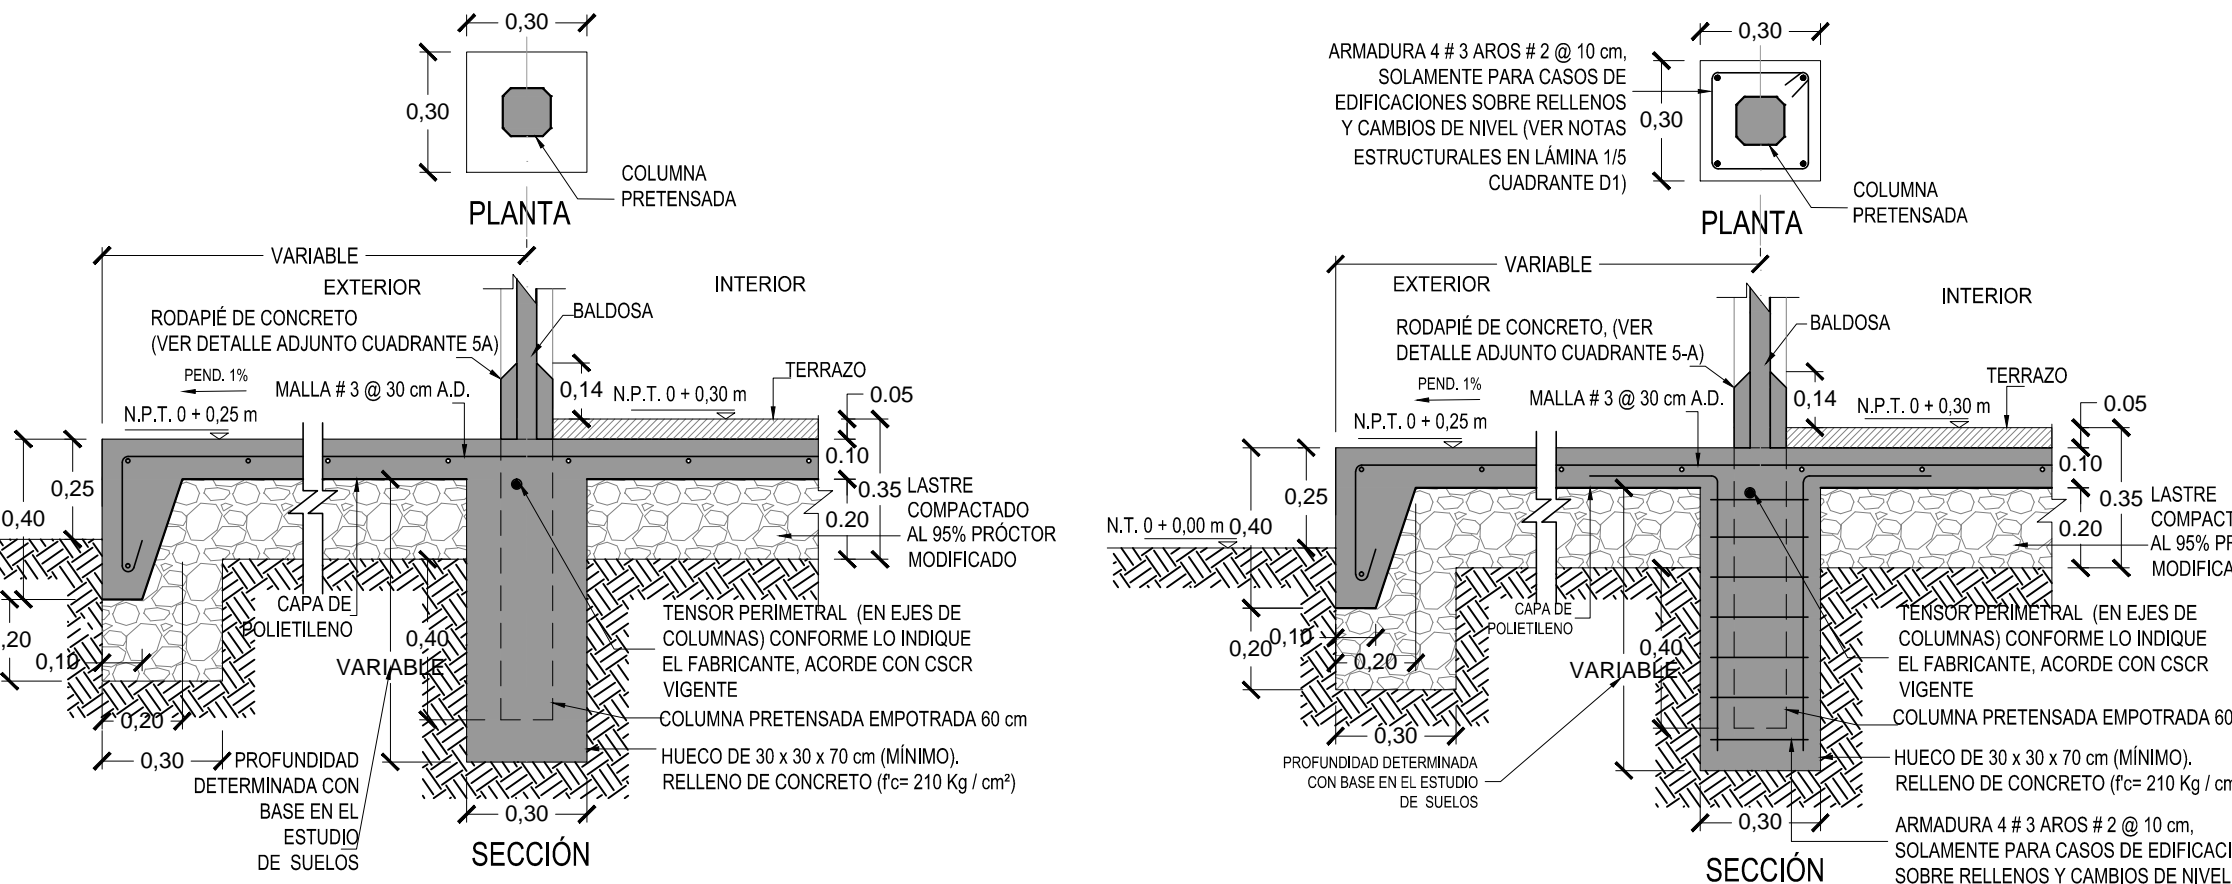 0,30
0,30
COLUMNA
PRETENSADA
PLANTA
VARIABLE
EXTERIOR
INTERIOR
RODAPIÉ DE CONCRETO
(VER DETALLE ADJUNTO CUADRANTE 5A)
BALDOSA
PEND. 1%
MALLA # 3 @ 30 cm A.D.
0,14
TERRAZO
N.P.T. 0 + 0,25 m
N.P.T. 0 + 0,30 m
0.05
0.10
0,25
0,40
0.35
0.20
LASTRE
COMPACTADO
AL 95% PRÓCTOR
MODIFICADO
CAPA DE
POLIETILENO
,20
0,10
0,20
0,30
0,40
VARIABLE
TENSOR PERIMETRAL (EN EJES DE
COLUMNAS) CONFORME LO INDIQUE
EL FABRICANTE, ACORDE CON CSCR
VIGENTE
COLUMNA PRETENSADA EMPOTRADA 60 cm
HUECO DE 30 x 30 x 70 cm (MÍNIMO).
RELLENO DE CONCRETO (f'c= 210 Kg / cm²)
PROFUNDIDAD
DETERMINADA CON
BASE EN EL
ESTUDIO
DE SUELOS
0,30
SECCIÓN
0,30
ARMADURA 4 # 3 AROS # 2 @ 10 cm,
SOLAMENTE PARA CASOS DE
EDIFICACIONES SOBRE RELLENOS
Y CAMBIOS DE NIVEL (VER NOTAS
ESTRUCTURALES EN LÁMINA 1/5
CUADRANTE D1)
0,30
COLUMNA
PRETENSADA
PLANTA
VARIABLE
EXTERIOR
INTERIOR
RODAPIÉ DE CONCRETO, (VER
DETALLE ADJUNTO CUADRANTE 5-A)
BALDOSA
PEND. 1%
MALLA # 3 @ 30 cm A.D.
0,14
TERRAZO
N.P.T. 0 + 0,25 m
N.P.T. 0 + 0,30 m
0.05
0.10
0,25
N.T. 0 + 0,00 m
0,40
0.35
0.20
LASTRE
COMPACT
AL 95% P
MODIFICA
CAPA DE
POLIETILENO
0,20
0,10
0,20
0,30
0,40
VARIABLE
TENSOR PERIMETRAL (EN EJES DE
COLUMNAS) CONFORME LO INDIQUE
EL FABRICANTE, ACORDE CON CSCR
VIGENTE
COLUMNA PRETENSADA EMPOTRADA 60
HUECO DE 30 x 30 x 70 cm (MÍNIMO).
RELLENO DE CONCRETO (f'c= 210 Kg / cm
PROFUNDIDAD DETERMINADA
CON BASE EN EL ESTUDIO
DE SUELOS
0,30
SECCIÓN
ARMADURA 4 # 3 AROS # 2 @ 10 cm,
SOLAMENTE PARA CASOS DE EDIFICACI
SOBRE RELLENOS Y CAMBIOS DE NIVEL